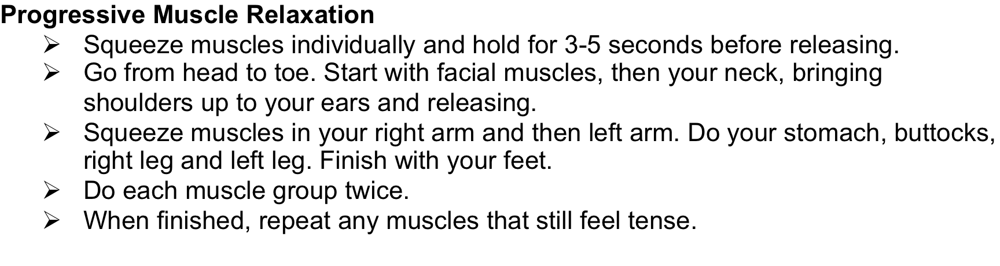 Progressive Muscle Relaxation
➢ Squeeze muscles individually and hold for 3-5 seconds before releasing.
➢ Go from head to toe. Start with facial muscles, then your neck, bringing
shoulders up to your ears and releasing.
➢ Squeeze muscles in your right arm and then left arm. Do your stomach, buttocks,
right leg and left leg. Finish with your feet.
➢ Do each muscle group twice.
➢ When finished, repeat any muscles that still feel tense.